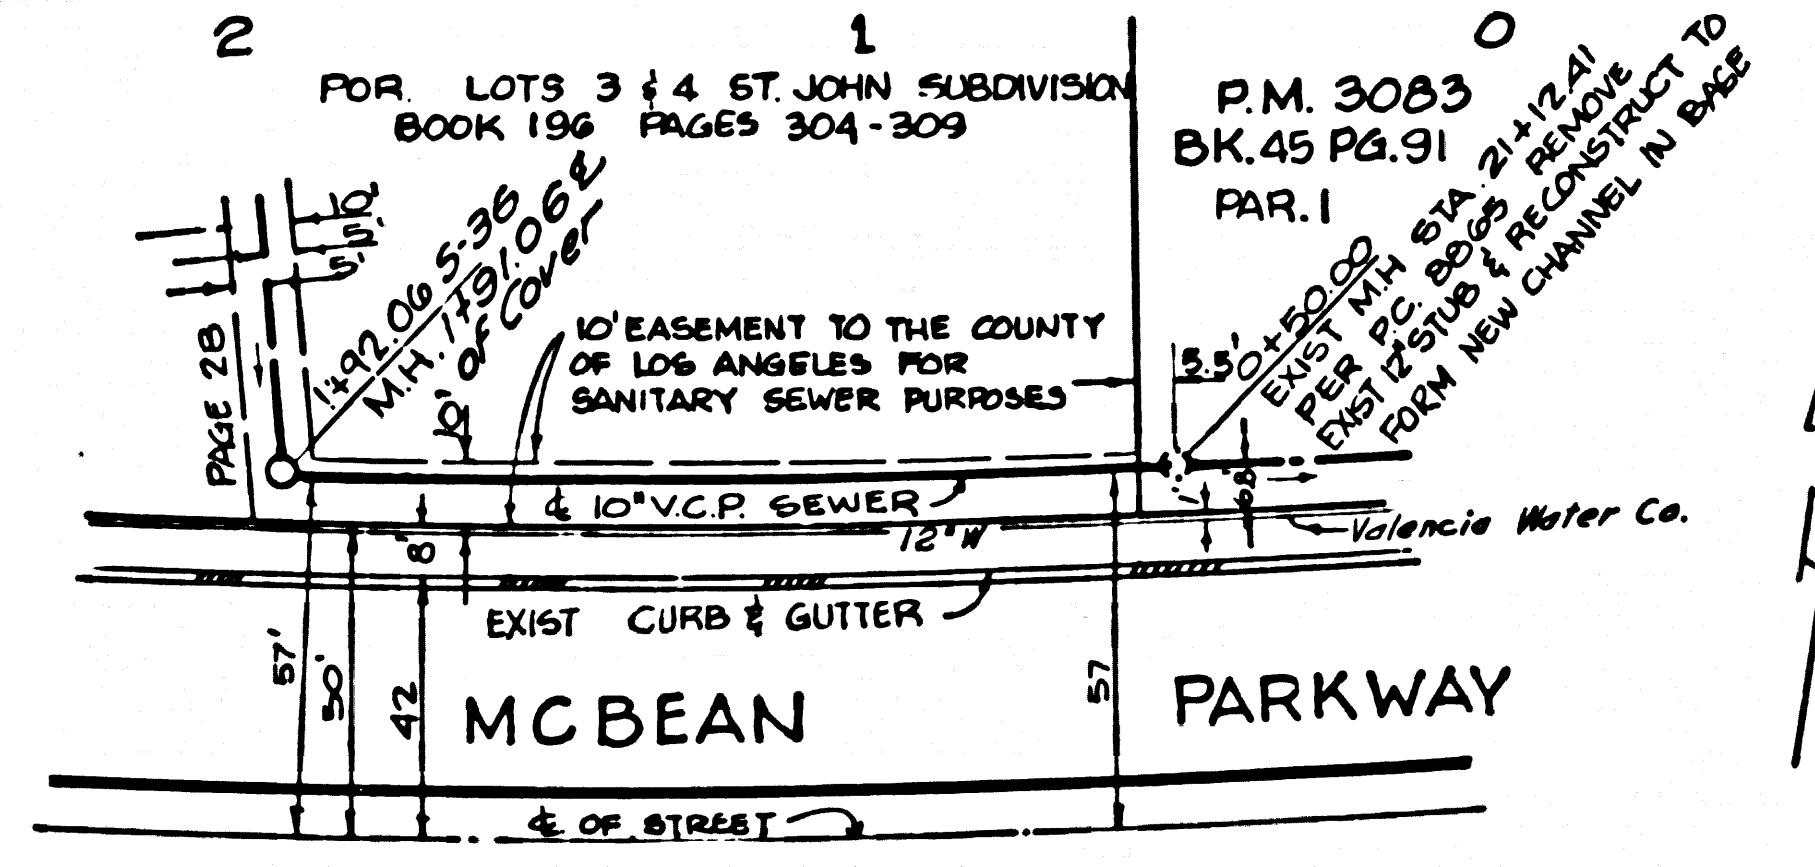 2
1
0
POR. LOTS 3 & 4 ST. JOHN SUBDIVISION
BOOK 196 PAGES 304-309
P.M. 3083
BK.45 PG.91
PAR.1
10'
5'
5'
PAGE 28
1+92.06 S-36
M.H. 1+91.06 ℄
of Cover
10'
10' EASEMENT TO THE COUNTY
OF LOS ANGELES FOR
SANITARY SEWER PURPOSES
5.5'
0+50.00
EXIST M.H STA. 21+12.41
PER P.C. 8865 REMOVE
EXIST 12" STUB & RECONSTRUCT TO
FORM NEW CHANNEL IN BASE
℄ 10" V.C.P. SEWER
12" W
Valencia Water Co.
8'
EXIST CURB & GUTTER
57'
50'
42
57
MCBEAN PARKWAY
℄ OF STREET